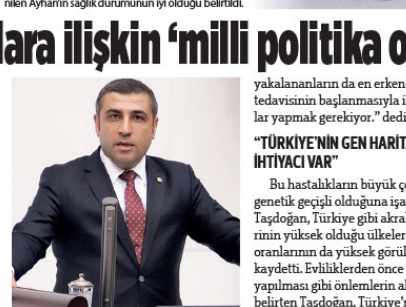 nilen Ayhan'ın sağlık durumunun iyi olduğu belirtildi.
lara ilişkin ‘milli politika o
yakalananların da en erken
tedavisinin başlanmasıyla i
lar yapmak gerekiyor.” dedi
“TÜRKİYE’NİN GEN HARİT
İHTİYACI VAR”
Bu hastalıkların büyük ç
genetik geçişli olduğuna işa
Taşdoğan, Türkiye gibi akra
rinin yüksek olduğu ülkeler
oranlarının da yüksek görül
kaydetti. Evliliklerden önce
yapılması gibi önlemlerin al
belirten Taşdoğan, Türkiye’n